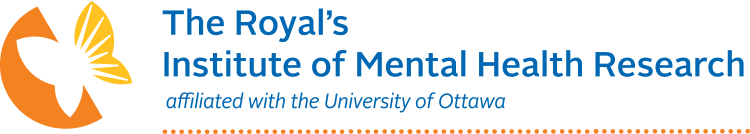 The Royal’s
Institute of Mental Health Research
affiliated with the University of Ottawa